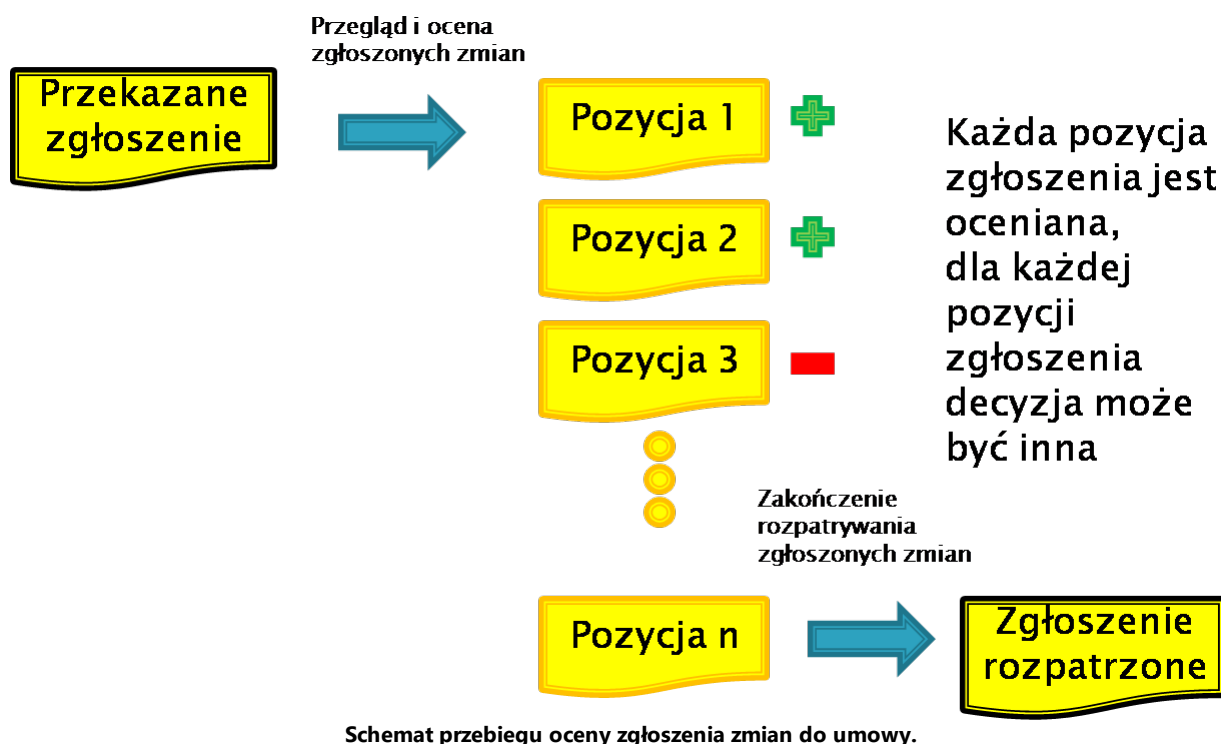 Przegląd i ocena
zgłoszonych zmian
Przekazane
zgłoszenie
Pozycja 1
Pozycja 2
Pozycja 3
Każda pozycja
zgłoszenia jest
oceniana,
dla każdej
pozycji
zgłoszenia
decyzja może
być inna
Zakończenie
rozpatrywania
zgłoszonych zmian
Pozycja n
Zgłoszenie
rozpatrzone
Schemat przebiegu oceny zgłoszenia zmian do umowy.